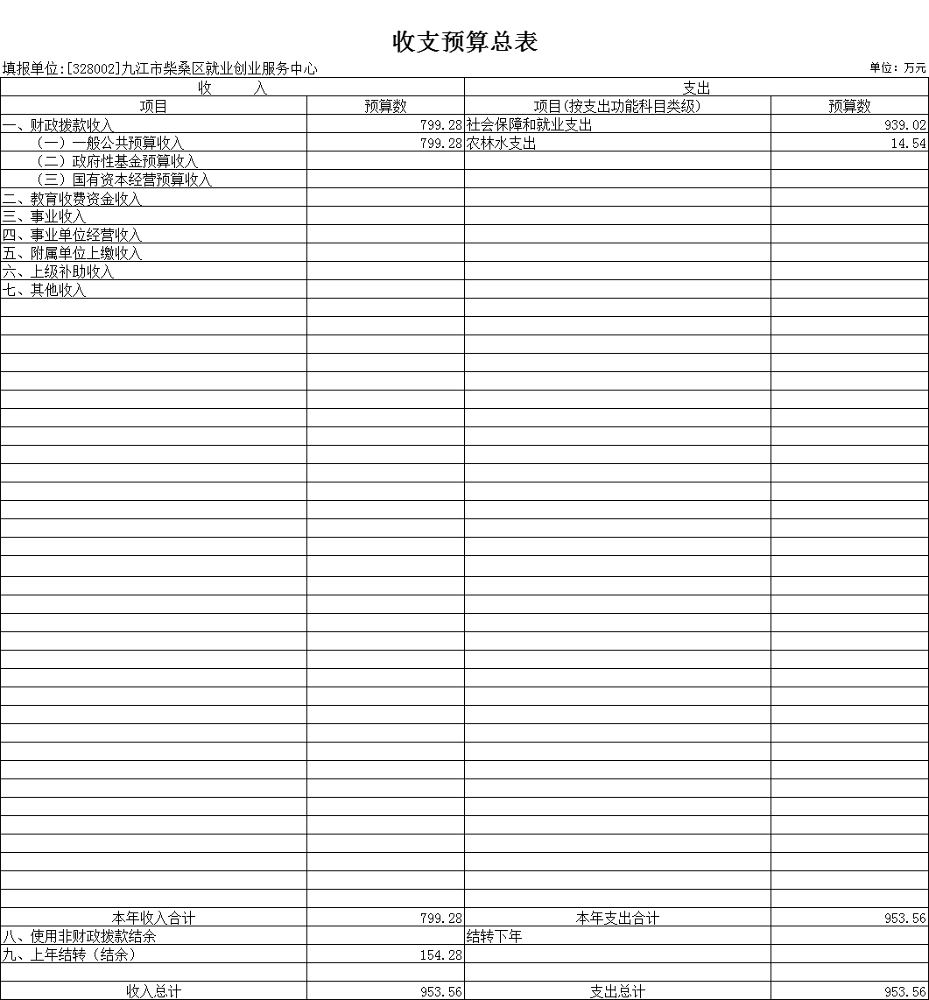 收支预算总表
填报单位:[328002]九江市柴桑区就业创业服务中心 单位：万元
收 入 支出
项目 预算数 项目(按支出功能科目类级) 预算数
一、财政拨款收入 799.28 社会保障和就业支出 939.02
（一）一般公共预算收入 799.28 农林水支出 14.54
（二）政府性基金预算收入
（三）国有资本经营预算收入
二、教育收费资金收入
三、事业收入
四、事业单位经营收入
五、附属单位上缴收入
六、上级补助收入
七、其他收入
本年收入合计 799.28 本年支出合计 953.56
八、使用非财政拨款结余 结转下年
九、上年结转（结余） 154.28
收入总计 953.56 支出总计 953.56